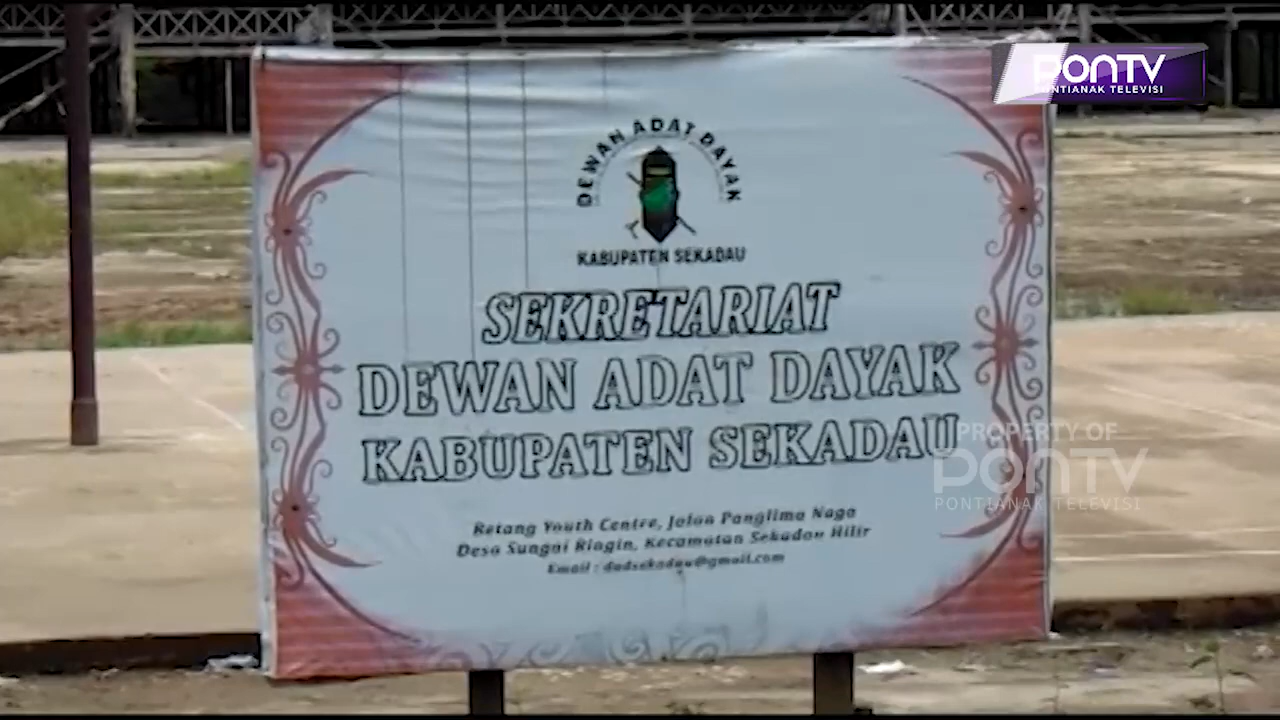 PONTV
PONTIANAK TELEVISI
DEWAN ADAT DAYAK
KABUPATEN SEKADAU
SEKRETARIAT
DEWAN ADAT DAYAK
KABUPATEN SEKADAU
Betang Youth Centre, Jalan Panglima Naga
Desa Sungai Ringin, Kecamatan Sekadau Hilir
Email : dadsekadau@gmail.com
PROPERTY OF
PONTV
PONTIANAK TELEVISI